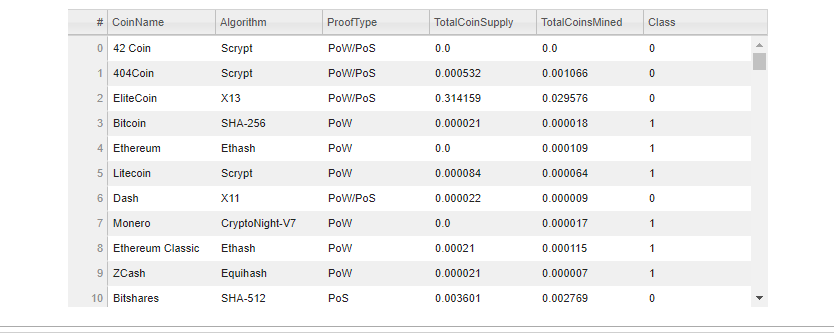 # CoinName Algorithm ProofType TotalCoinSupply TotalCoinsMined Class
0 42 Coin Scrypt PoW/PoS 0.0 0.0 0
1 404Coin Scrypt PoW/PoS 0.000532 0.001066 0
2 EliteCoin X13 PoW/PoS 0.314159 0.029576 0
3 Bitcoin SHA-256 PoW 0.000021 0.000018 1
4 Ethereum Ethash PoW 0.0 0.000109 1
5 Litecoin Scrypt PoW 0.000084 0.000064 1
6 Dash X11 PoW/PoS 0.000022 0.000009 0
7 Monero CryptoNight-V7 PoW 0.0 0.000017 1
8 Ethereum Classic Ethash PoW 0.00021 0.000115 1
9 ZCash Equihash PoW 0.000021 0.000007 1
10 Bitshares SHA-512 PoS 0.003601 0.002769 0